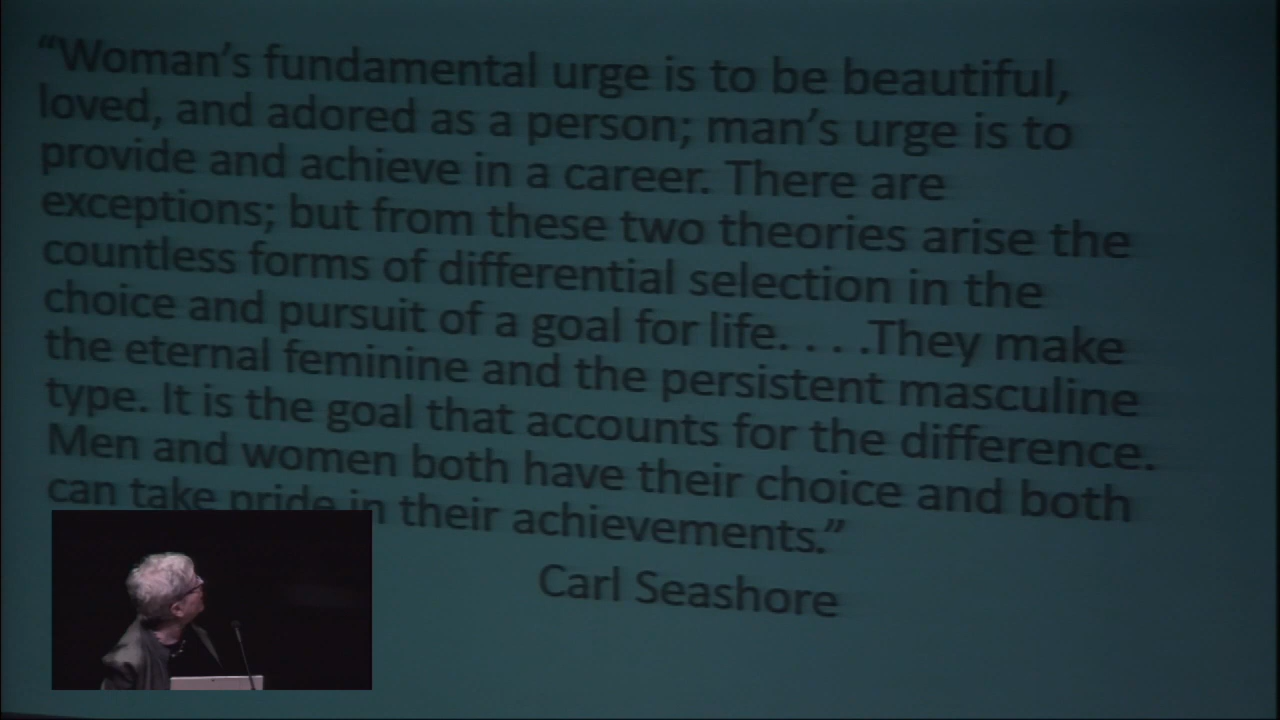 “Woman’s fundamental urge is to be beautiful,
loved, and adored as a person; man’s urge is to
provide and achieve in a career. There are
exceptions; but from these two theories arise the
countless forms of differential selection in the
choice and pursuit of a goal for life. . . .They make
the eternal feminine and the persistent masculine
type. It is the goal that accounts for the difference.
Men and women both have their choice and both
can take pride in their achievements.”
Carl Seashore